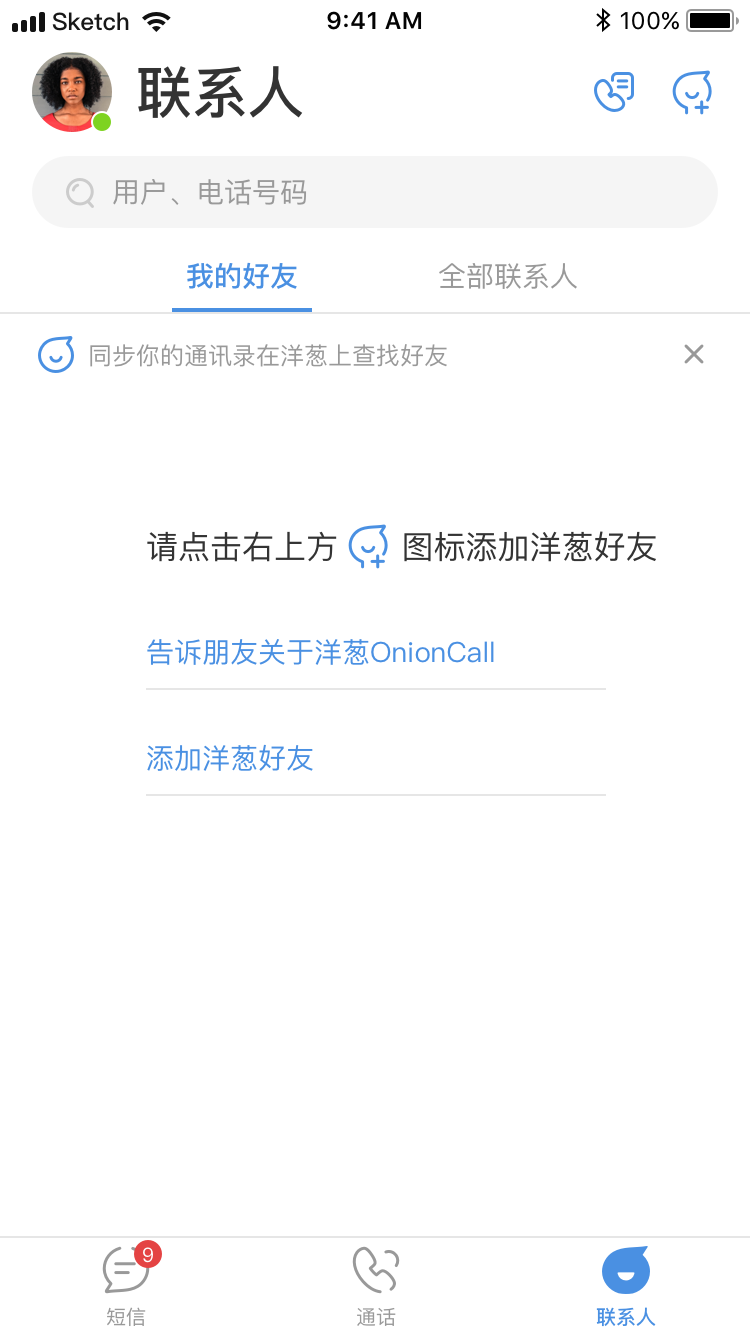 Sketch 9:41 AM 100%
联系人
用户、电话号码
我的好友 全部联系人
同步你的通讯录在洋葱上查找好友
请点击右上方 图标添加洋葱好友
告诉朋友关于洋葱OnionCall
添加洋葱好友
9
短信 通话 联系人